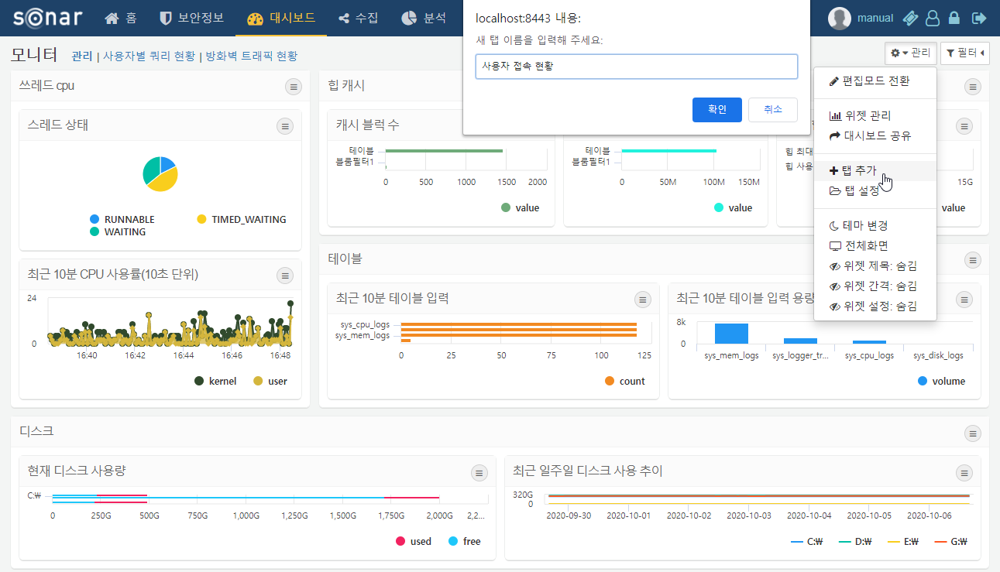 sonar 홈 보안정보 대시보드 수집 분석 manual
localhost:8443 내용:
새 탭 이름을 입력해 주세요:
사용자 접속 현황
확인 취소
모니터 관리 | 사용자별 쿼리 현황 | 방화벽 트래픽 현황
관리 필터
편집모드 전환
위젯 관리
대시보드 공유
탭 추가
탭 설정
테마 변경
전체화면
위젯 제목: 숨김
위젯 간격: 숨김
위젯 설정: 숨김
쓰레드 cpu
스레드 상태
RUNNABLE TIMED_WAITING
WAITING
최근 10분 CPU 사용률(10초 단위)
24
0
16:40 16:42 16:44 16:46 16:48
kernel user
힙 캐시
캐시 블럭 수
테이블
블룸필터1
0 500 1000 1500 2000
value
테이블
블룸필터1
0 50M 100M 150M
value
힙 최대
힙 사용
15G
value
테이블
최근 10분 테이블 입력
sys_cpu_logs
sys_mem_logs
0 25 50 75 100 125
count
최근 10분 테이블 입력 용량
8k
0
sys_mem_logs sys_logger_tr... sys_cpu_logs sys_disk_logs
volume
디스크
현재 디스크 사용량
C:₩
0 250G 500G 750G 1,000G 1,250G 1,500G 1,750G 2,000G 2,2...
used free
최근 일주일 디스크 사용 추이
320G
0
2020-09-30 2020-10-01 2020-10-02 2020-10-03 2020-10-04 2020-10-05 2020-10-06
C:₩ D:₩ E:₩ G:₩